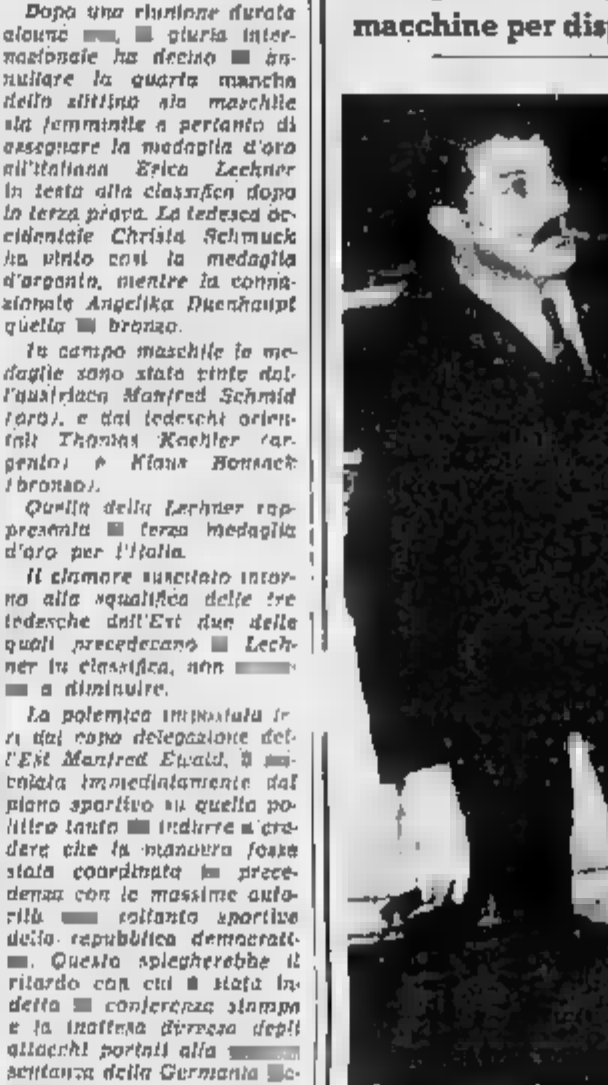 Dopo una riunione durata
alcune giuria inter-
nazionale ha deciso an-
nullare la quarta manche
dello slittino sia maschile
sia femminile e pertanto di
assegnare la medaglia d'oro
all'italiana Erica Lechner
in testa alla classifica dopo
la terza prova. La tedesca oc-
cidentale Christa Schmuck
ha vinto così la medaglia
d'argento, mentre la conna-
zionale Angelika Duenhaupt
quella bronzo.
In campo maschile le me-
daglie sono state vinte dal-
l'austriaco Manfred Schmid
(oro), e dai tedeschi orien-
tali Thomas Koehler (ar-
gento) e Klaus Bonsack
(bronzo).
Quella della Lechner rap-
presenta terza medaglia
d'oro per l'Italia.
Il clamore suscitato intor-
no alla squalifica delle tre
tedesche dell'Est due delle
quali precedevano Lech-
ner in classifica, non
a diminuire.
La polemica impostata ie-
ri dal capo delegazione del-
l'Est Manfred Ewald,
immediatamente dal
piano sportivo su quello po-
litico tanto indurre a cre-
dere che la manovra fosse
stata coordinata prece-
denza con le massime auto-
rità soltanto sportive
della repubblica democrati-
Questo spiegherebbe il
ritardo con cui stata in-
detta conferenza stampa
e la inattesa durezza degli
attacchi portati alla
sentanza della Germania
macchine per disp